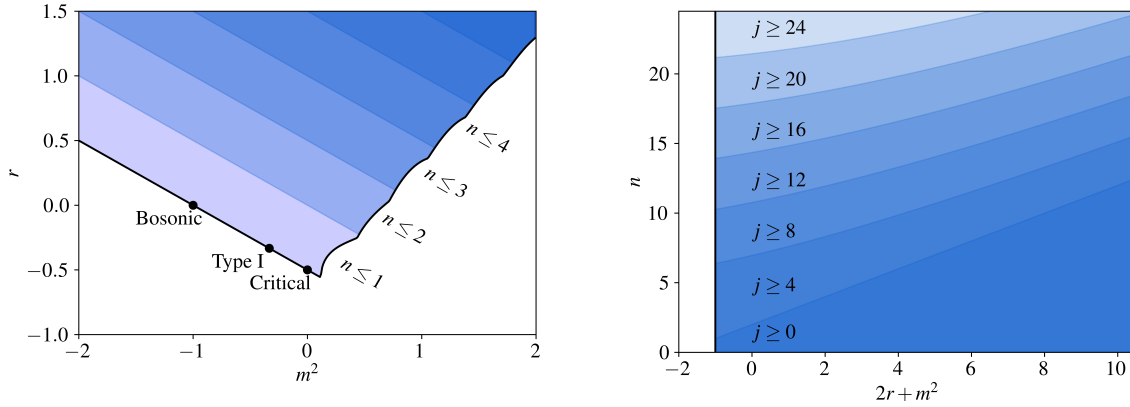 1.5
1.0
0.5
0.0
−0.5
−1.0
r
−2
−1
0
1
2
m²
Bosonic
Type I
Critical
n ≤ 1
n ≤ 2
n ≤ 3
n ≤ 4
20
15
10
5
0
n
−2
0
2
4
6
8
10
2r + m²
j ≥ 24
j ≥ 20
j ≥ 16
j ≥ 12
j ≥ 8
j ≥ 4
j ≥ 0